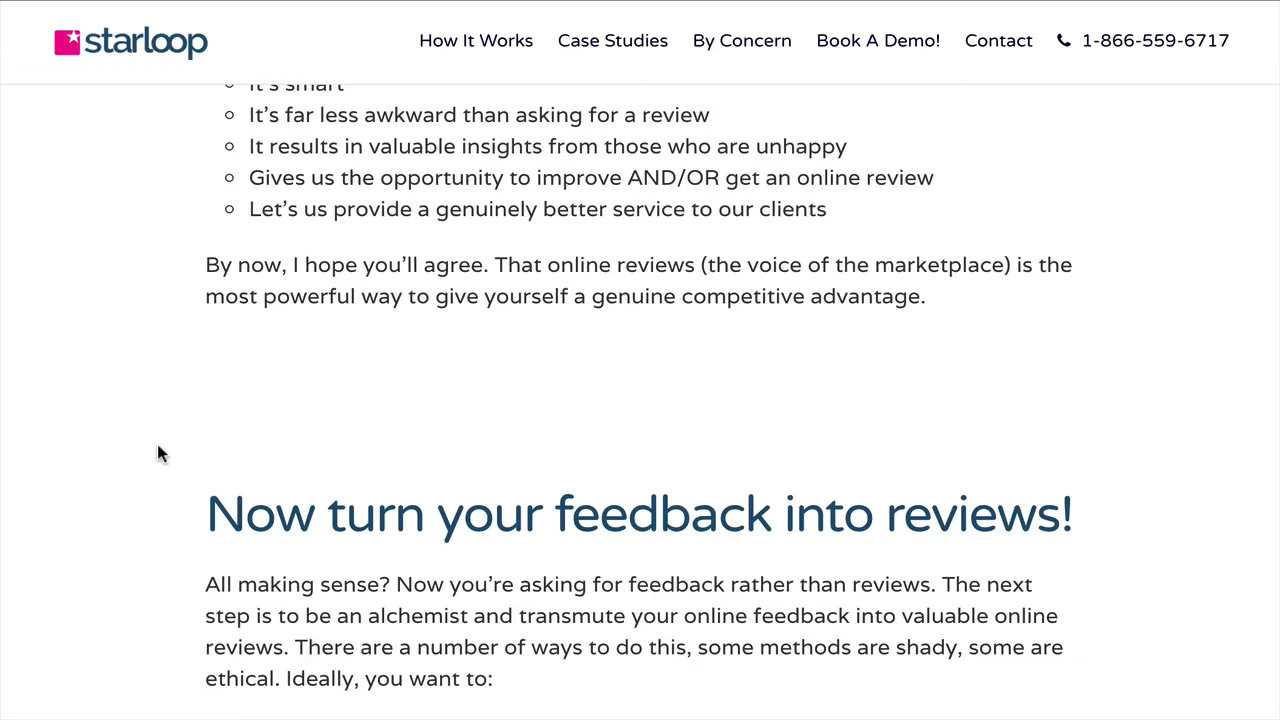 starloop
How It Works
Case Studies
By Concern
Book A Demo!
Contact
1-866-559-6717
It's smart
It's far less awkward than asking for a review
It results in valuable insights from those who are unhappy
Gives us the opportunity to improve AND/OR get an online review
Let's us provide a genuinely better service to our clients
By now, I hope you'll agree. That online reviews (the voice of the marketplace) is the
most powerful way to give yourself a genuine competitive advantage.
Now turn your feedback into reviews!
All making sense? Now you're asking for feedback rather than reviews. The next
step is to be an alchemist and transmute your online feedback into valuable online
reviews. There are a number of ways to do this, some methods are shady, some are
ethical. Ideally, you want to: